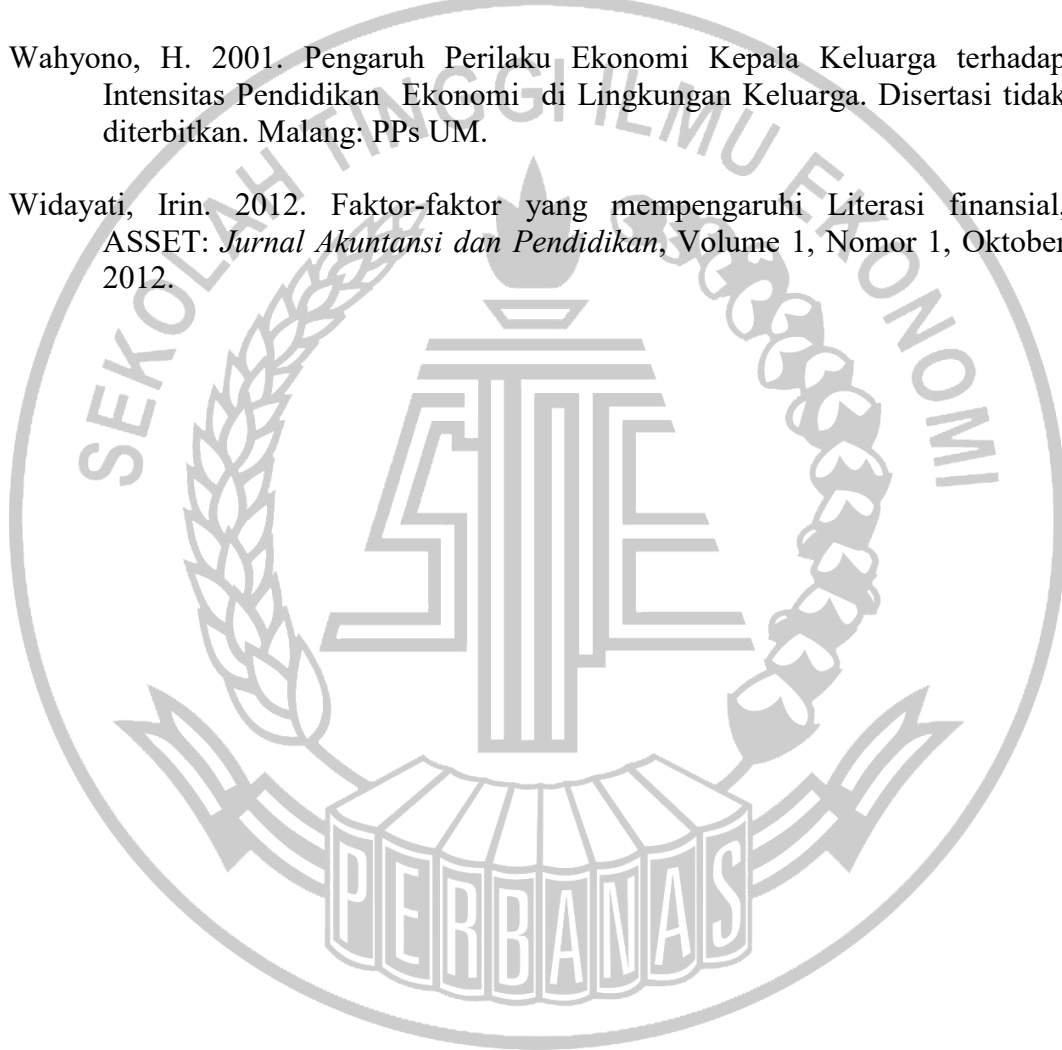 Wahyono, H. 2001. Pengaruh Perilaku Ekonomi Kepala Keluarga terhadap
Intensitas Pendidikan Ekonomi di Lingkungan Keluarga. Disertasi tidak
diterbitkan. Malang: PPs UM.
Widayati, Irin. 2012. Faktor-faktor yang mempengaruhi Literasi finansial,
ASSET: Jurnal Akuntansi dan Pendidikan, Volume 1, Nomor 1, Oktober
2012.
SEKOLAH TINGGI ILMU EKONOMI
STIE
PERBANAS